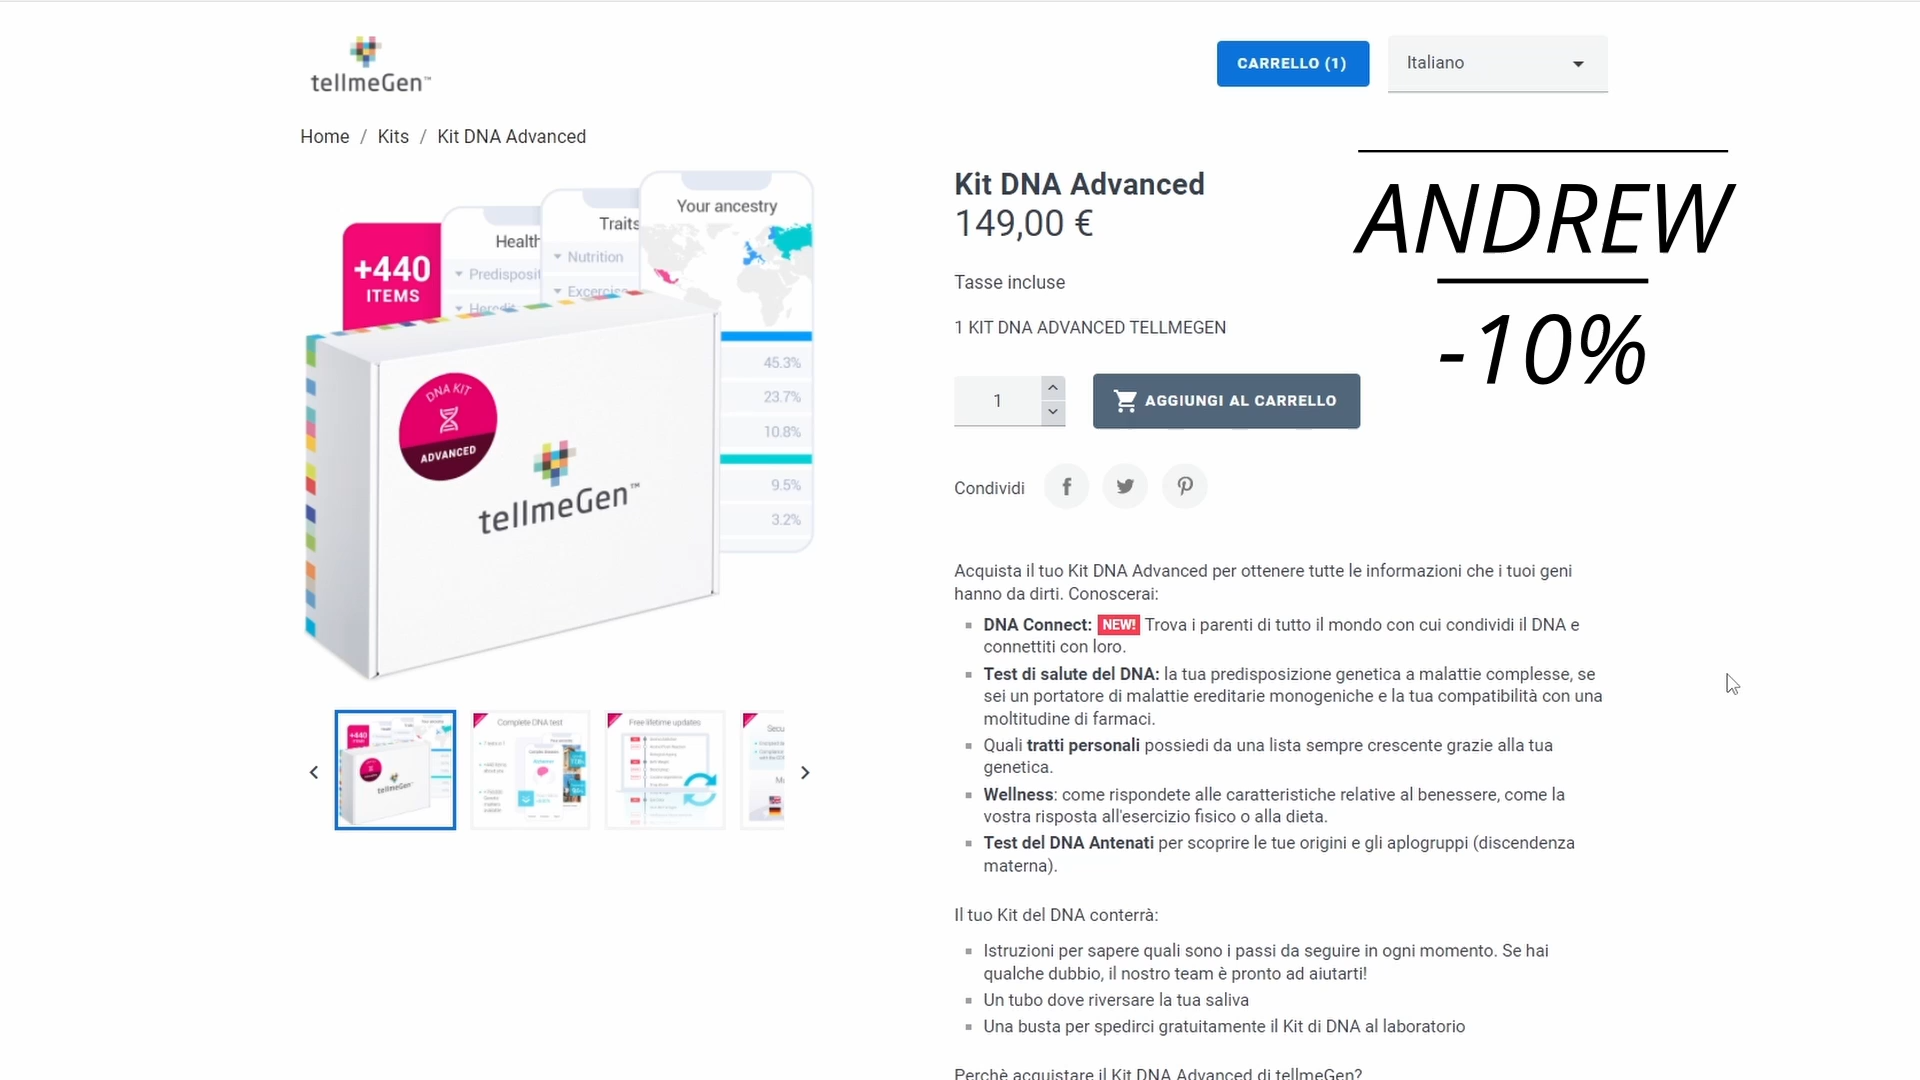 tellmeGen™
CARRELLO (1)
Italiano
Home / Kits / Kit DNA Advanced
Kit DNA Advanced
149,00 €
Tasse incluse
1 KIT DNA ADVANCED TELLMEGEN
1
AGGIUNGI AL CARRELLO
Condividi
ANDREW
-10%
+440
ITEMS
Health
Traits
Nutrition
Your ancestry
45.3%
23.7%
10.8%
9.5%
3.2%
DNA KIT
ADVANCED
tellmeGen™
Complete DNA test
Free lifetime updates
Acquista il tuo Kit DNA Advanced per ottenere tutte le informazioni che i tuoi geni
hanno da dirti. Conoscerai:
DNA Connect: NEW! Trova i parenti di tutto il mondo con cui condividi il DNA e
connettiti con loro.
Test di salute del DNA: la tua predisposizione genetica a malattie complesse, se
sei un portatore di malattie ereditarie monogeniche e la tua compatibilità con una
moltitudine di farmaci.
Quali tratti personali possiedi da una lista sempre crescente grazie alla tua
genetica.
Wellness: come rispondete alle caratteristiche relative al benessere, come la
vostra risposta all'esercizio fisico o alla dieta.
Test del DNA Antenati per scoprire le tue origini e gli aplogruppi (discendenza
materna).
Il tuo Kit del DNA conterrà:
Istruzioni per sapere quali sono i passi da seguire in ogni momento. Se hai
qualche dubbio, il nostro team è pronto ad aiutarti!
Un tubo dove riversare la tua saliva
Una busta per spedirci gratuitamente il Kit di DNA al laboratorio
Perchè acquistare il Kit DNA Advanced di tellmeGen?